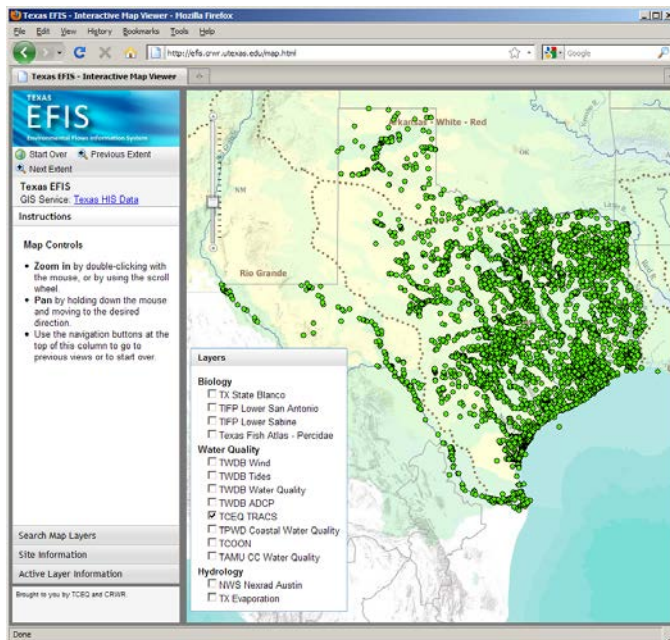 Texas EFIS - Interactive Map Viewer - Mozilla Firefox
File Edit View History Bookmarks Tools Help
http://efis.crwr.utexas.edu/map.html
Google
Texas EFIS - Interactive Map Viewer
TEXAS
EFIS
Environmental Flows Information System
Start Over Previous Extent
Next Extent
Texas EFIS
GIS Service: Texas HIS Data
Instructions
Map Controls
Zoom in by double-clicking with
the mouse, or by using the scroll
wheel.
Pan by holding down the mouse
and moving to the desired
direction.
Use the navigation buttons at the
top of this column to go to
previous views or to start over.
Search Map Layers
Site Information
Active Layer Information
Brought to you by TCEQ and CRWR.
Arkansas - White - Red
NM
OK
Rio Grande
Layers
Biology
TX State Blanco
TIFP Lower San Antonio
TIFP Lower Sabine
Texas Fish Atlas - Percidae
Water Quality
TWDB Wind
TWDB Tides
TWDB Water Quality
TWDB ADCP
TCEQ TRACS
TPWD Coastal Water Quality
TCOON
TAMU CC Water Quality
Hydrology
NWS Nexrad Austin
TX Evaporation
Done